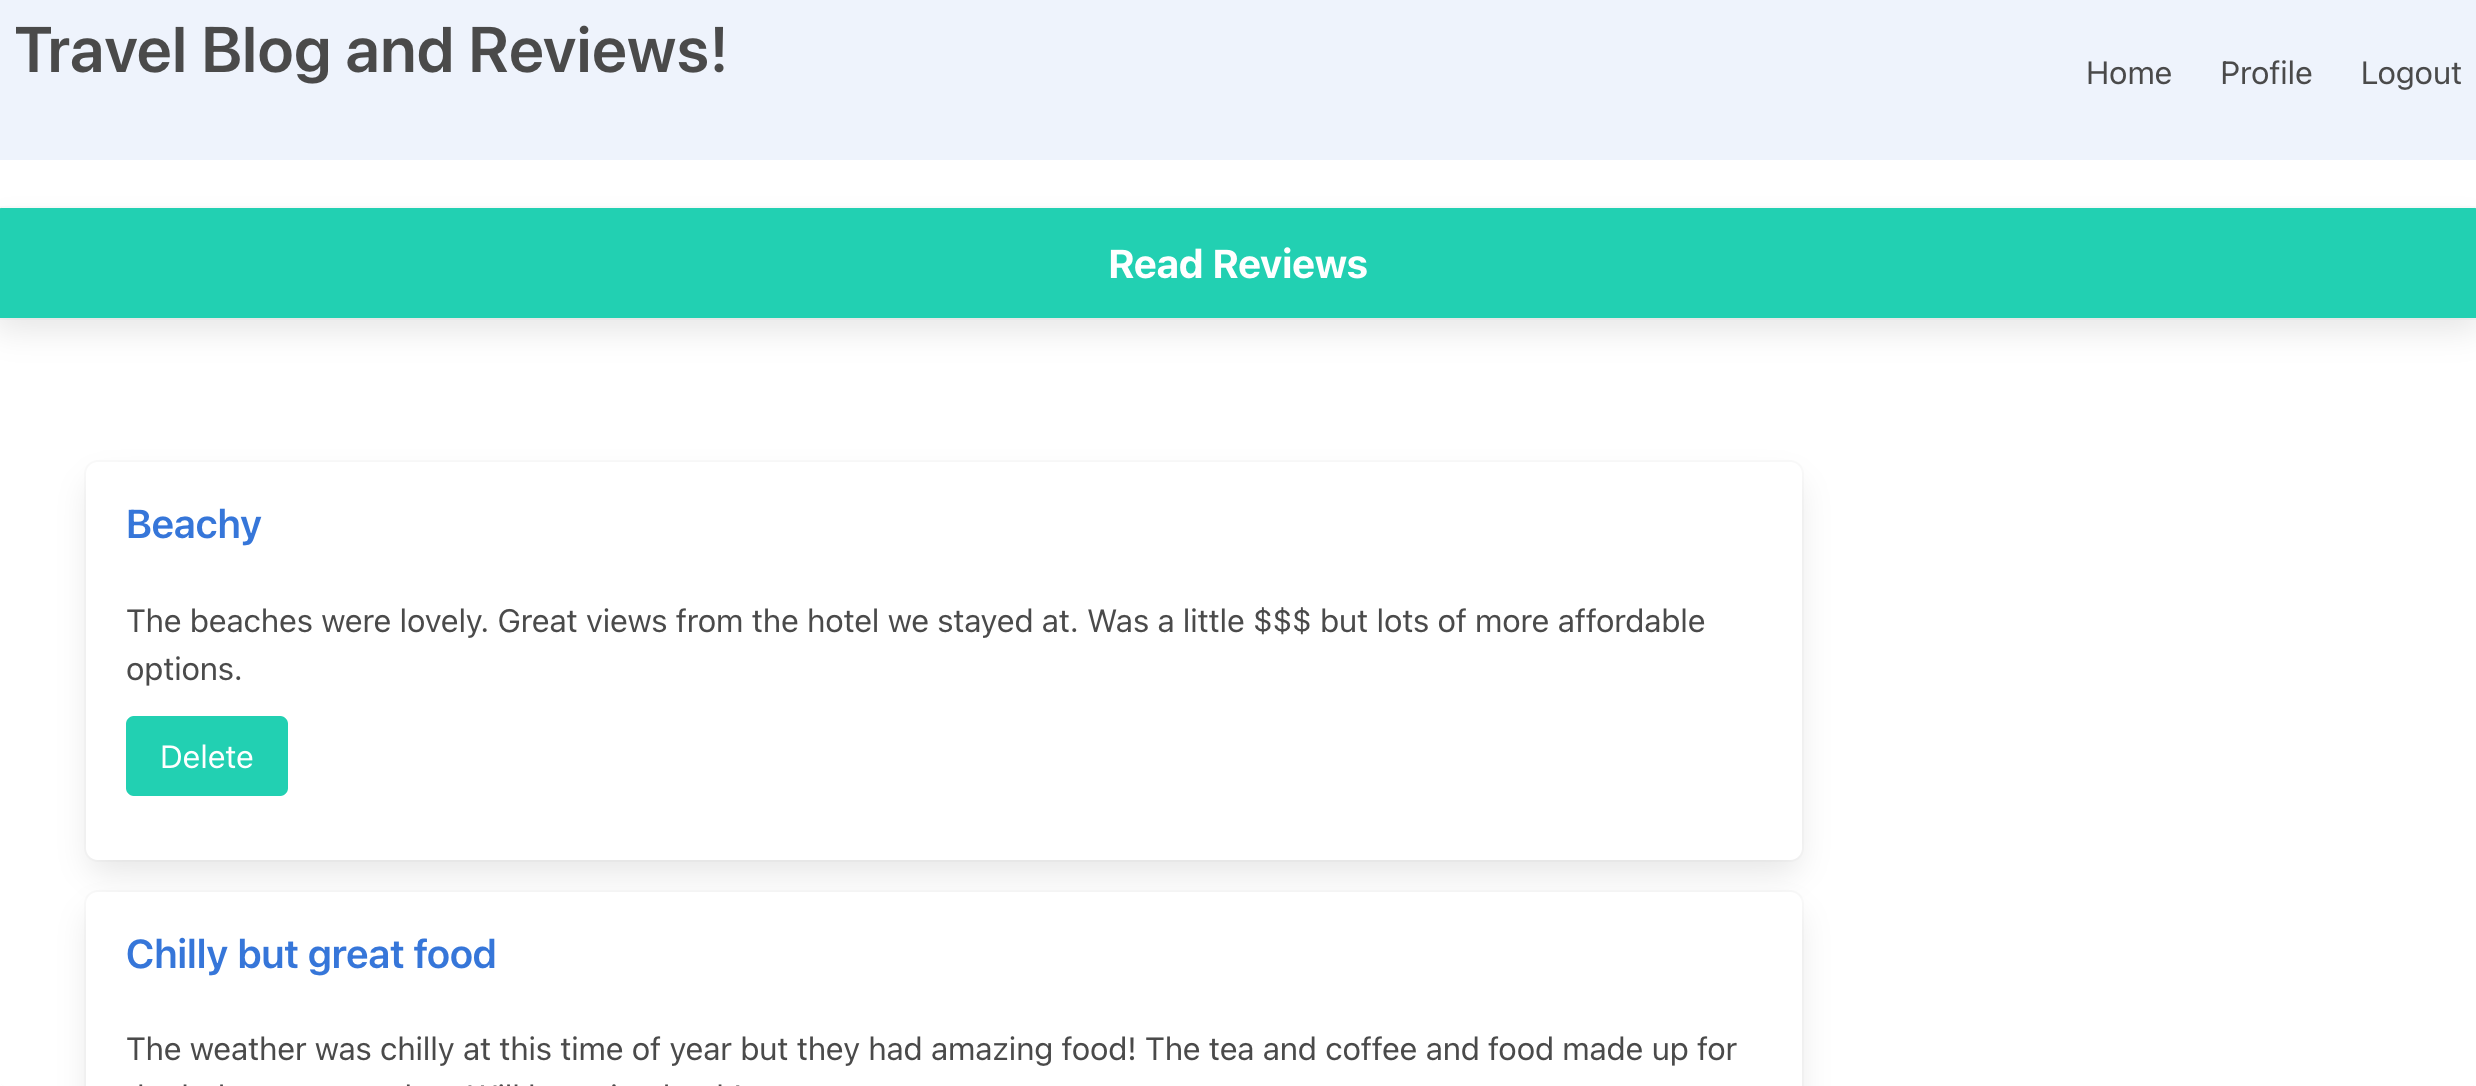 Travel Blog and Reviews!
Home Profile Logout
Read Reviews
Beachy
The beaches were lovely. Great views from the hotel we stayed at. Was a little $$$ but lots of more affordable
options.
Delete
Chilly but great food
The weather was chilly at this time of year but they had amazing food! The tea and coffee and food made up for